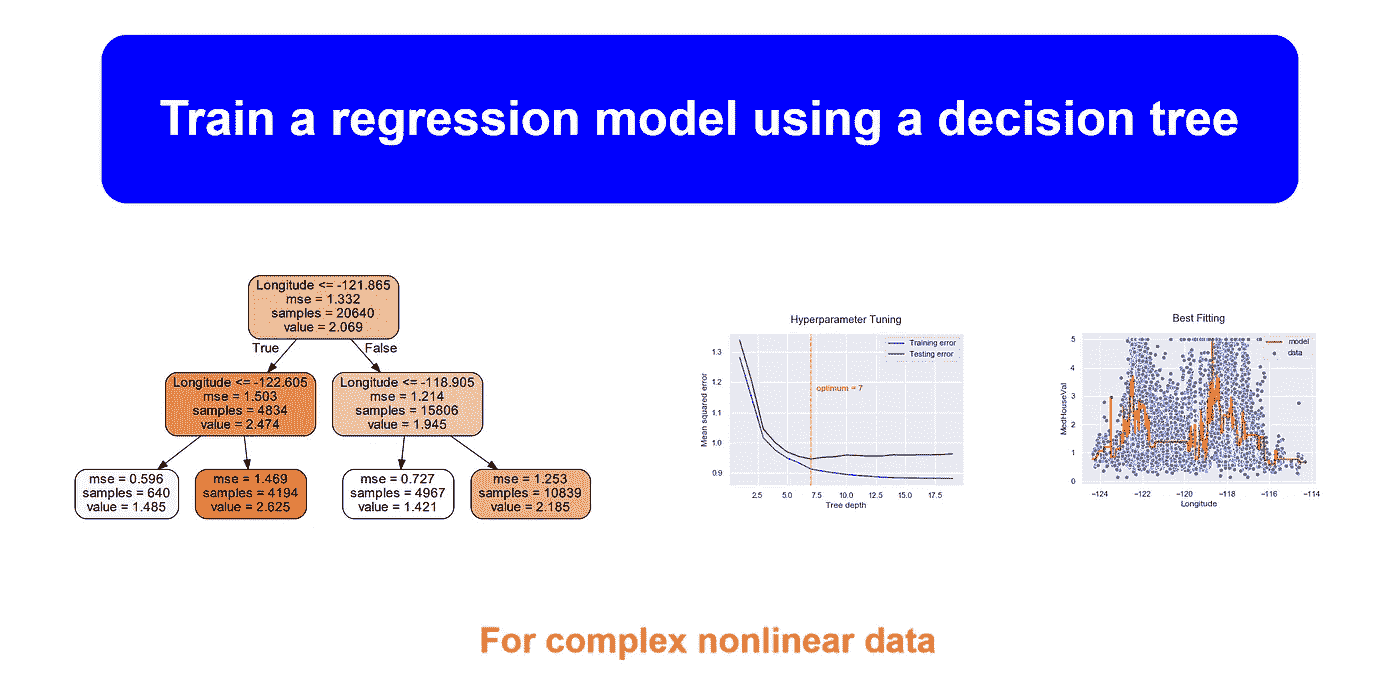 Train a regression model using a decision tree
Longitude <= -121.865
mse = 1.332
samples = 20640
value = 2.069
True
False
Longitude <= -122.605
mse = 1.503
samples = 4834
value = 2.474
Longitude <= -118.905
mse = 1.214
samples = 15806
value = 1.945
mse = 0.596
samples = 640
value = 1.485
mse = 1.469
samples = 4194
value = 2.625
mse = 0.727
samples = 4967
value = 1.421
mse = 1.253
samples = 10839
value = 2.185
Hyperparameter Tuning
Training error
Testing error
optimum = 7
Mean squared error
1.3
1.2
1.1
1.0
0.9
2.5 5.0 7.5 10.0 12.5 15.0 17.5
Tree depth
Best Fitting
model
data
MedHouseVal
5
4
3
2
1
0
−124 −122 −120 −118 −116 −114
Longitude
For complex nonlinear data